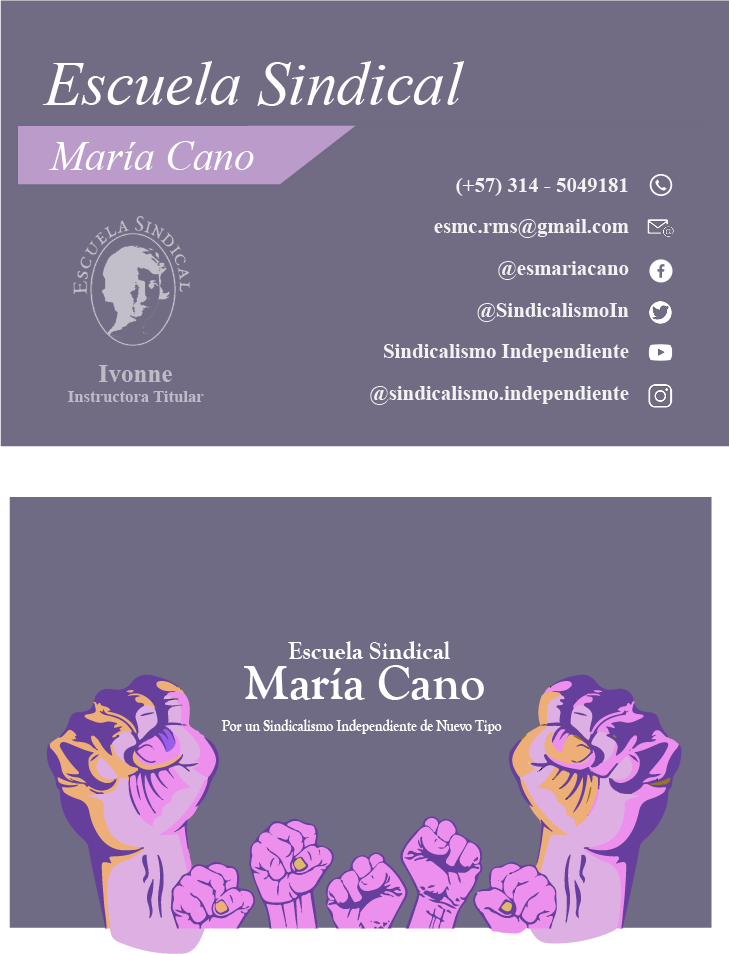 Escuela Sindical
María Cano
(+57) 314 - 5049181
esmc.rms@gmail.com
@esmariacano
@SindicalismoIn
Sindicalismo Independiente
@sindicalismo.independiente
ESCUELA SINDICAL
Ivonne
Instructora Titular
Escuela Sindical
María Cano
Por un Sindicalismo Independiente de Nuevo Tipo